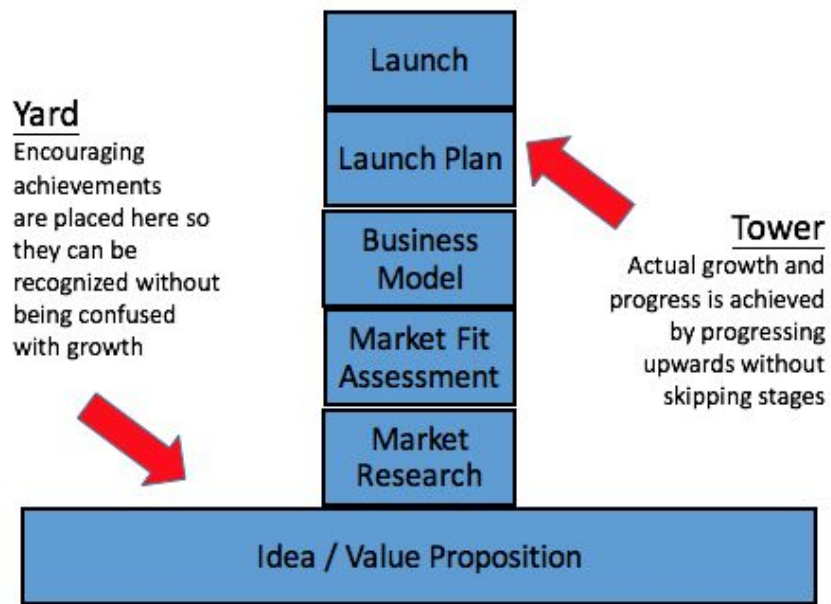 Launch
Launch Plan
Business
Model
Market Fit
Assessment
Market
Research
Idea / Value Proposition
Yard
Encouraging
achievements
are placed here so
they can be
recognized without
being confused
with growth
Tower
Actual growth and
progress is achieved
by progressing
upwards without
skipping stages